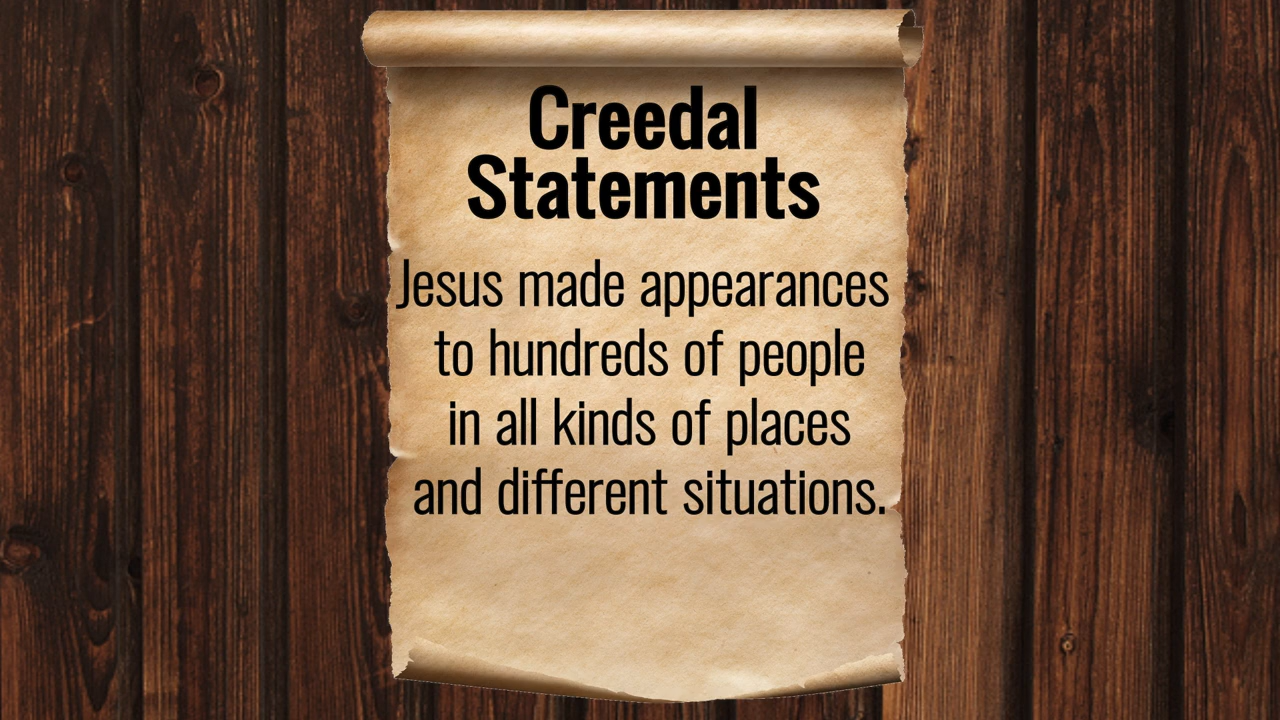 Creedal
Statements
Jesus made appearances
to hundreds of people
in all kinds of places
and different situations.